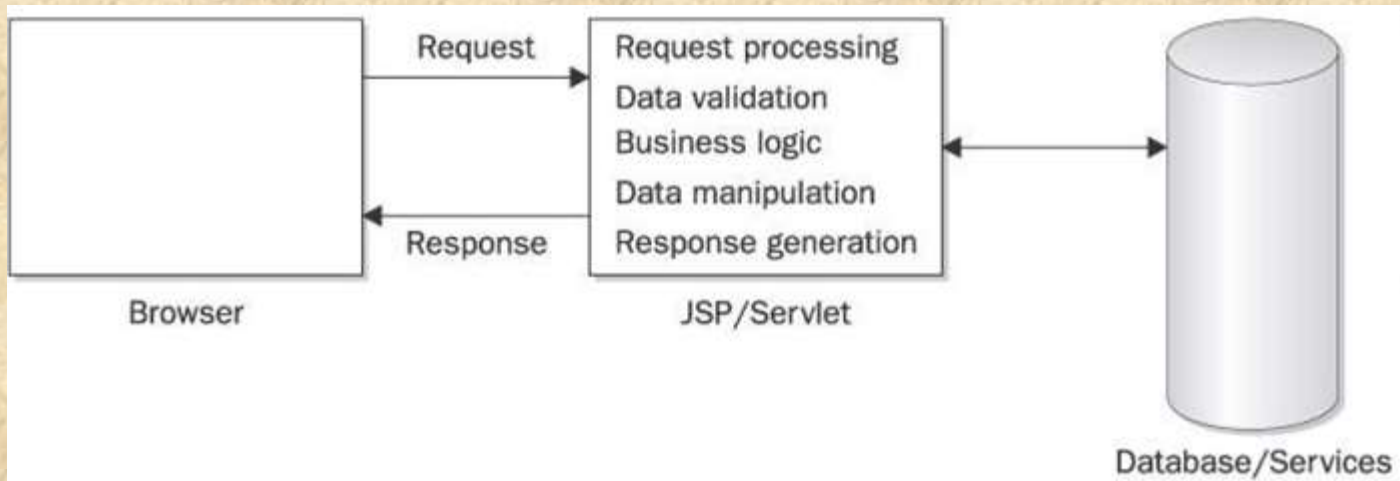 Request
Request processing
Data validation
Business logic
Data manipulation
Response generation
Response
Browser
JSP/Servlet
Database/Services